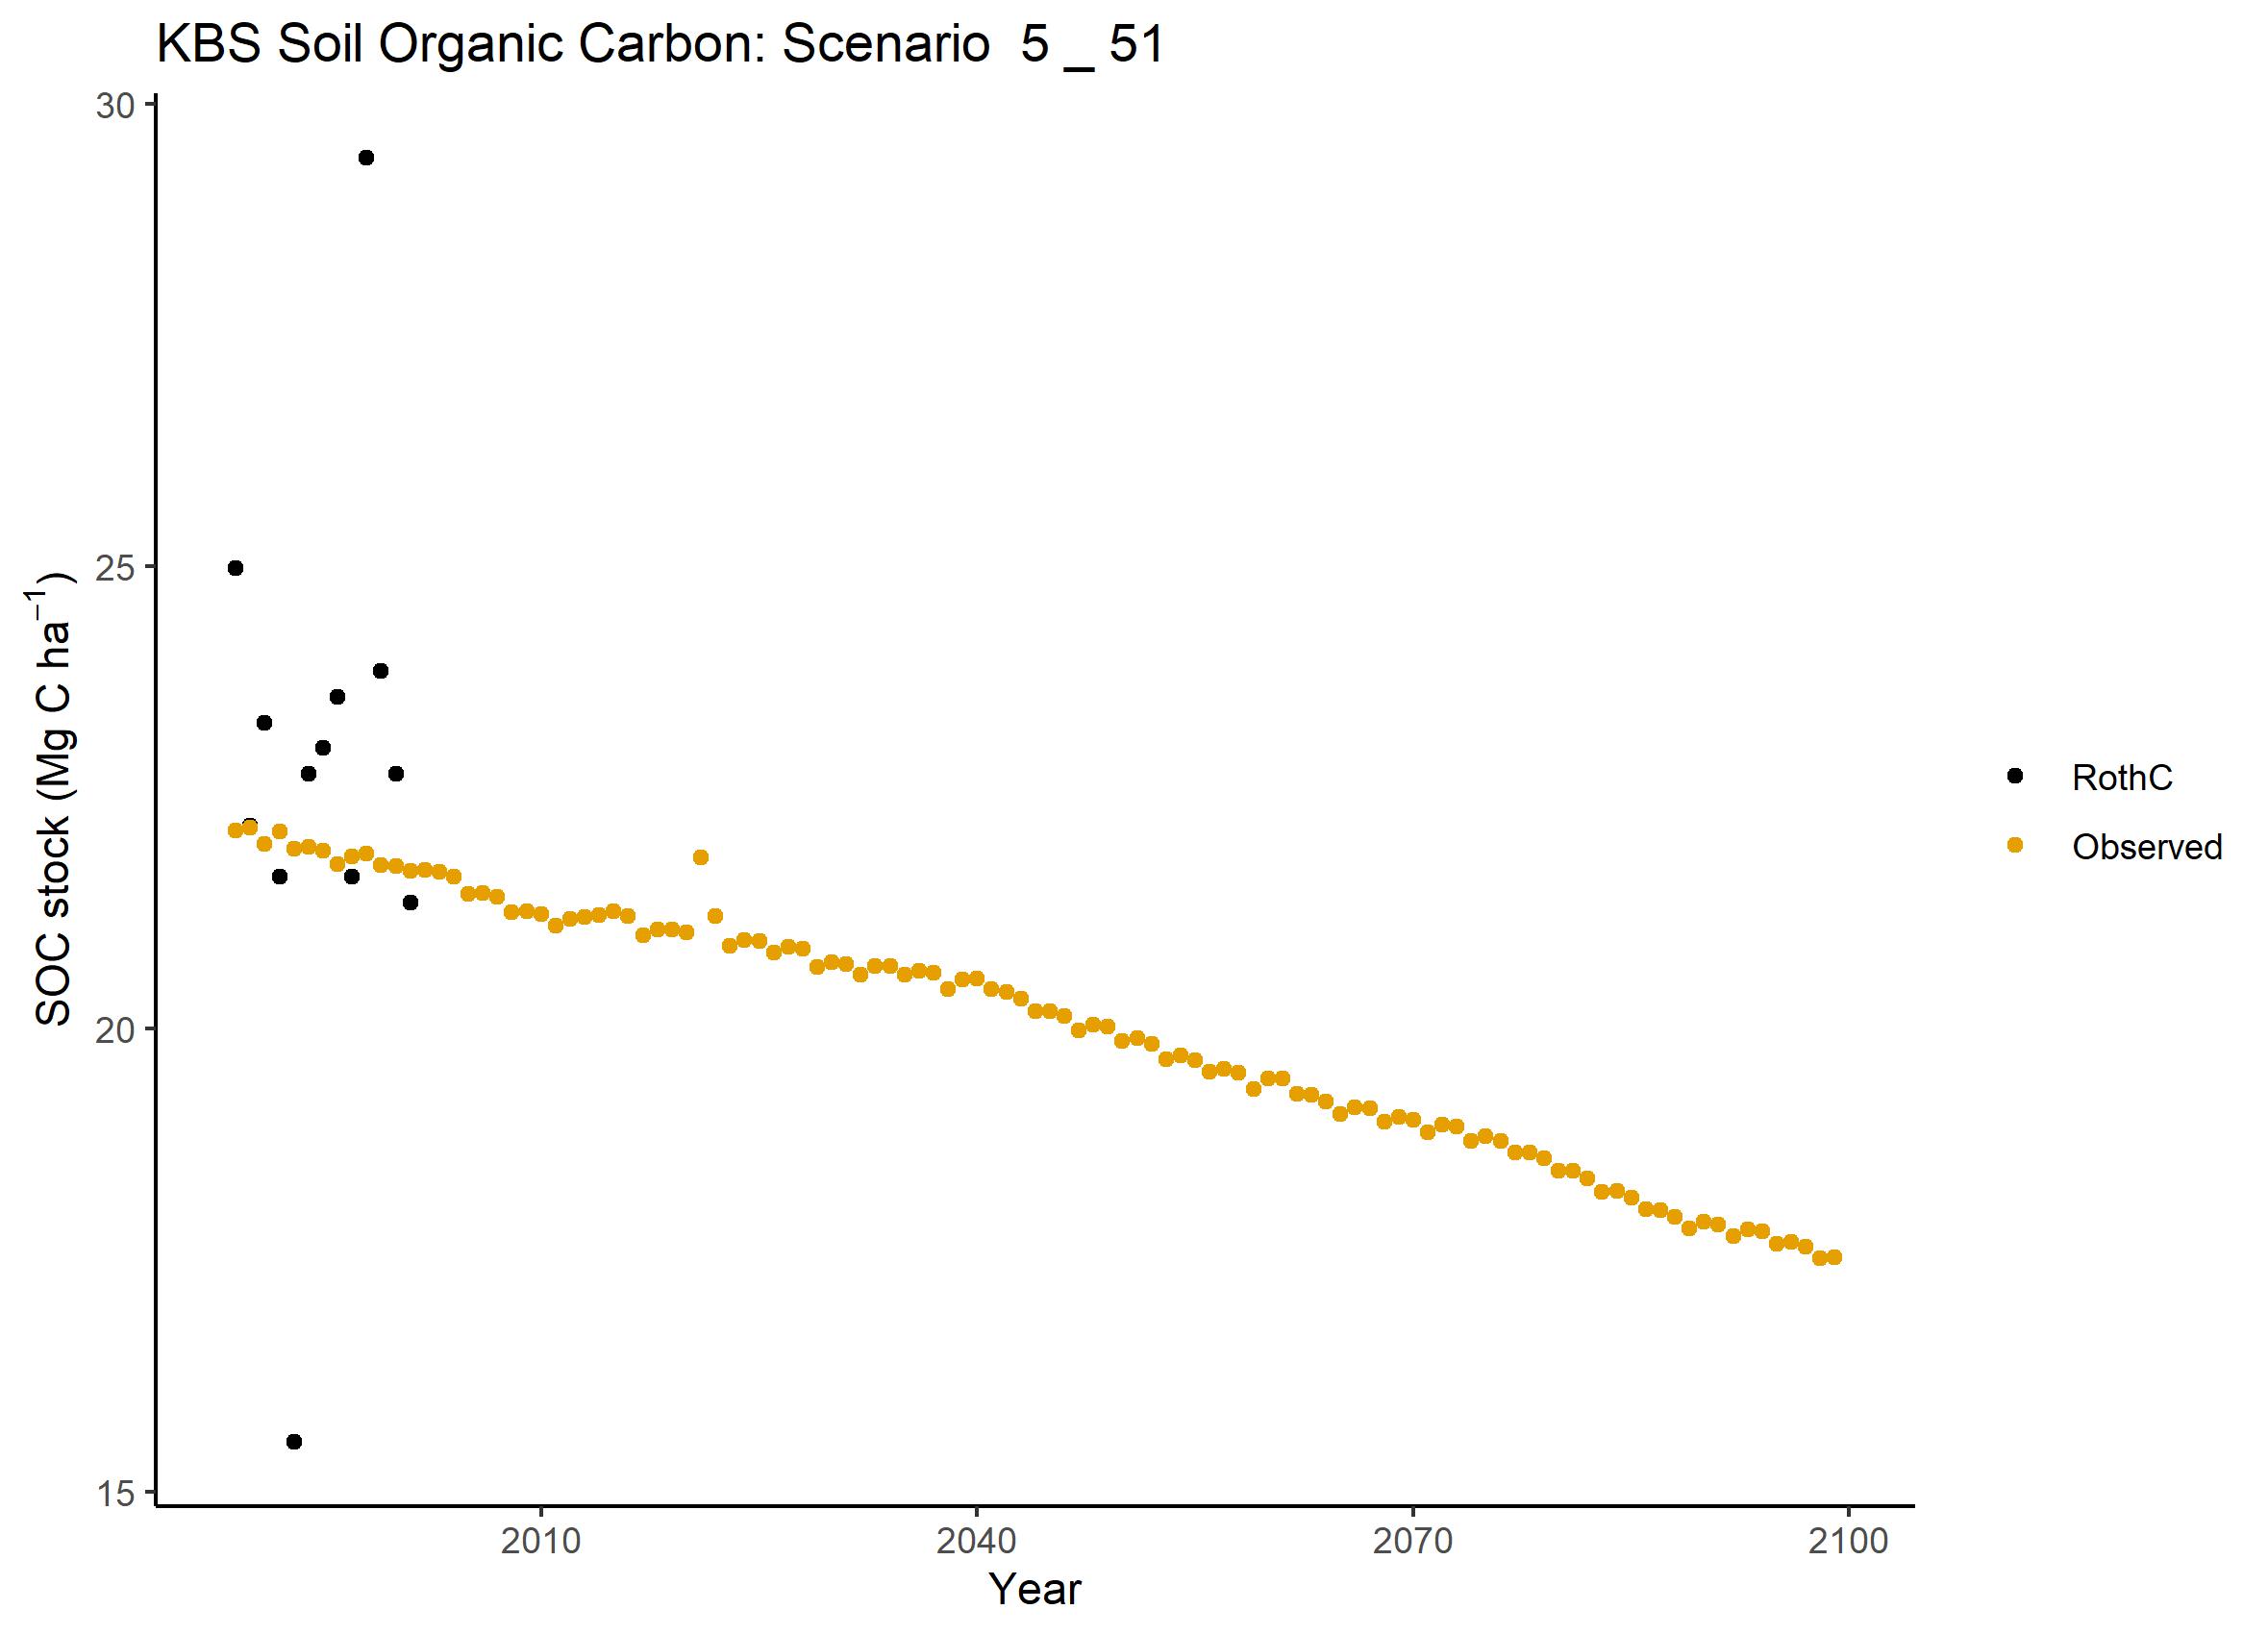 KBS Soil Organic Carbon: Scenario  5 _ 51
30
25
20
15
SOC stock (Mg C ha⁻¹)
2010 2040 2070 2100
Year
RothC
Observed